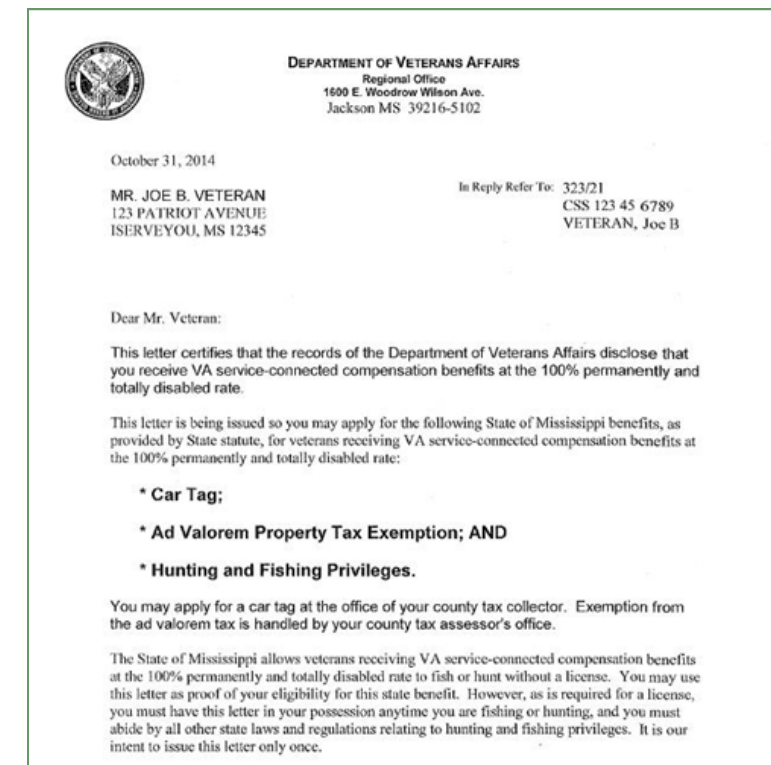 DEPARTMENT OF VETERANS AFFAIRS
Regional Office
1600 E. Woodrow Wilson Ave.
Jackson MS 39216-5102
October 31, 2014
MR. JOE B. VETERAN
123 PATRIOT AVENUE
ISERVEYOU, MS 12345
In Reply Refer To: 323/21
CSS 123 45 6789
VETERAN, Joe B
Dear Mr. Veteran:
This letter certifies that the records of the Department of Veterans Affairs disclose that
you receive VA service-connected compensation benefits at the 100% permanently and
totally disabled rate.
This letter is being issued so you may apply for the following State of Mississippi benefits, as
provided by State statute, for veterans receiving VA service-connected compensation benefits at
the 100% permanently and totally disabled rate:
* Car Tag;
* Ad Valorem Property Tax Exemption; AND
* Hunting and Fishing Privileges.
You may apply for a car tag at the office of your county tax collector. Exemption from
the ad valorem tax is handled by your county tax assessor's office.
The State of Mississippi allows veterans receiving VA service-connected compensation benefits
at the 100% permanently and totally disabled rate to fish or hunt without a license. You may use
this letter as proof of your eligibility for this state benefit. However, as is required for a license,
you must have this letter in your possession anytime you are fishing or hunting, and you must
abide by all other state laws and regulations relating to hunting and fishing privileges. It is our
intent to issue this letter only once.